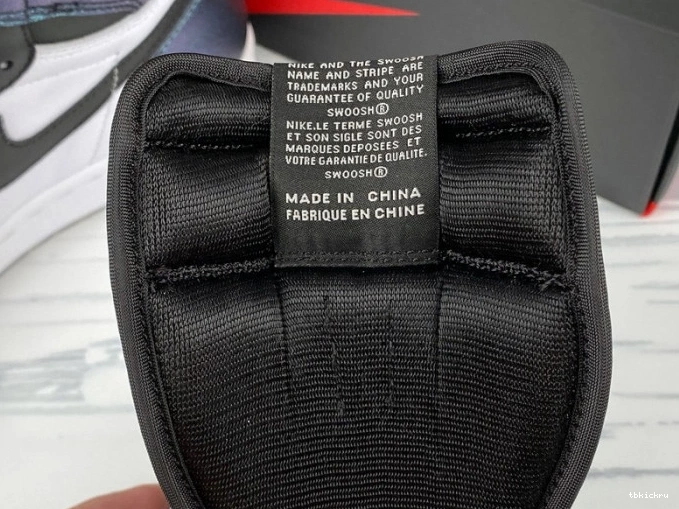 NIKE AND THE SWOOSH
NAME AND STRIPE ARE
TRADEMARKS AND YOUR
GUARANTEE OF QUALITY
SWOOSH®
NIKE.LE TERME SWOOSH
ET SON SIGLE SONT DES
MARQUES DEPOSEES ET
VOTRE GARANTIE DE QUALITE.
SWOOSH®
MADE IN CHINA
FABRIQUE EN CHINE
tbkickru